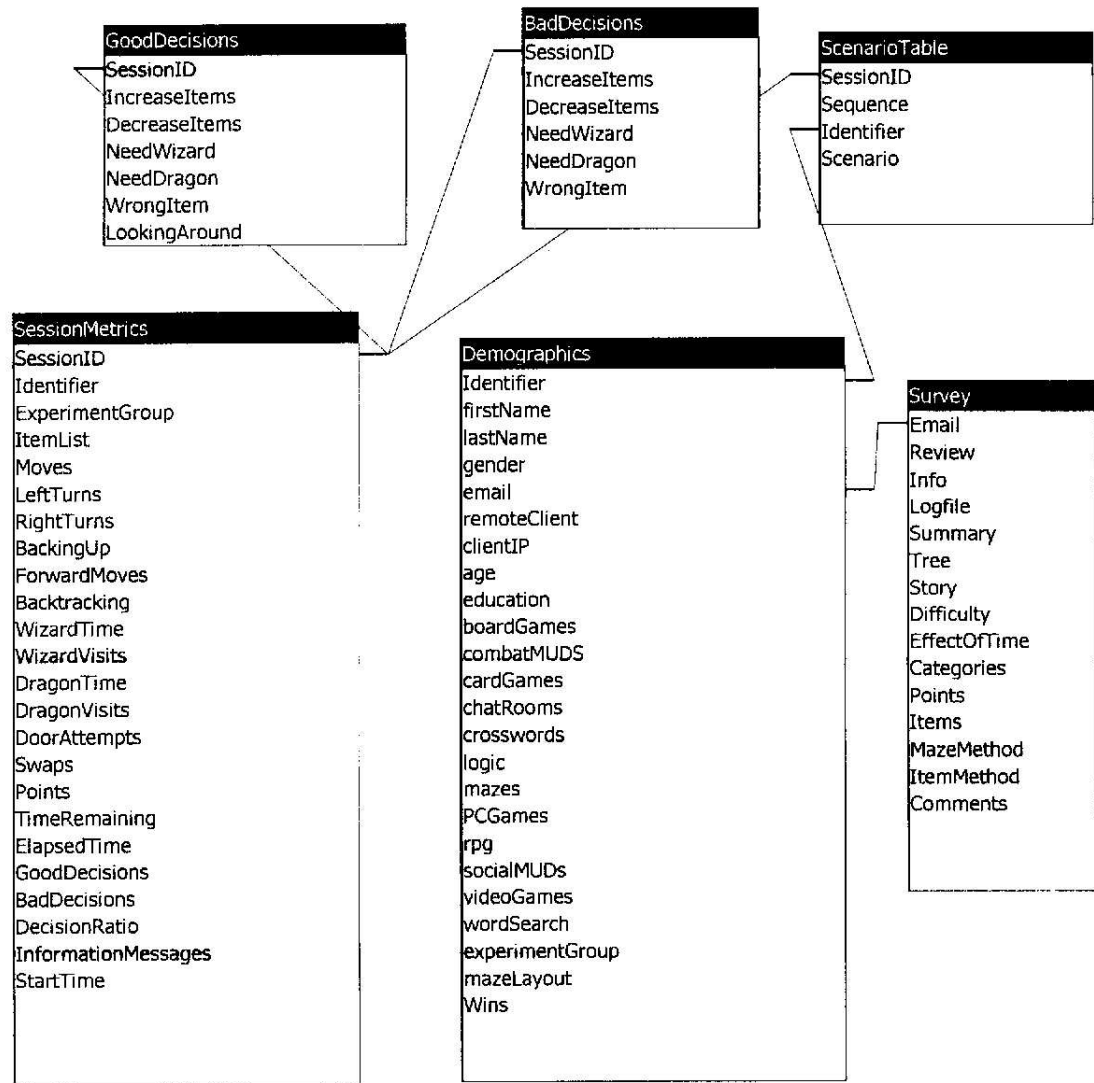 GoodDecisions
SessionID
IncreaseItems
DecreaseItems
NeedWizard
NeedDragon
WrongItem
LookingAround
BadDecisions
SessionID
IncreaseItems
DecreaseItems
NeedWizard
NeedDragon
WrongItem
ScenarioTable
SessionID
Sequence
Identifier
Scenario
SessionMetrics
SessionID
Identifier
ExperimentGroup
ItemList
Moves
LeftTurns
RightTurns
BackingUp
ForwardMoves
Backtracking
WizardTime
WizardVisits
DragonTime
DragonVisits
DoorAttempts
Swaps
Points
TimeRemaining
ElapsedTime
GoodDecisions
BadDecisions
DecisionRatio
InformationMessages
StartTime
Demographics
Identifier
firstName
lastName
gender
email
remoteClient
clientIP
age
education
boardGames
combatMUDS
cardGames
chatRooms
crosswords
logic
mazes
PCGames
rpg
socialMUDs
videoGames
wordSearch
experimentGroup
mazeLayout
Wins
Survey
Email
Review
Info
Logfile
Summary
Tree
Story
Difficulty
EffectOfTime
Categories
Points
Items
MazeMethod
ItemMethod
Comments